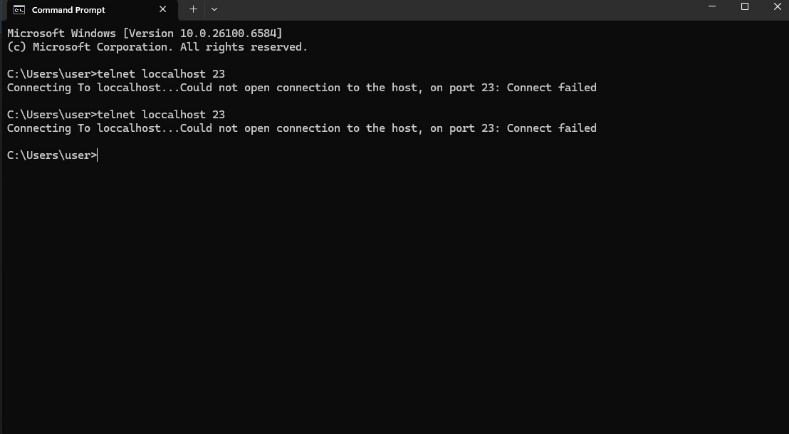 Command Prompt
Microsoft Windows [Version 10.0.26100.6584]
(c) Microsoft Corporation. All rights reserved.
C:\Users\user>telnet loccalhost 23
Connecting To loccalhost...Could not open connection to the host, on port 23: Connect failed
C:\Users\user>telnet loccalhost 23
Connecting To loccalhost...Could not open connection to the host, on port 23: Connect failed
C:\Users\user>